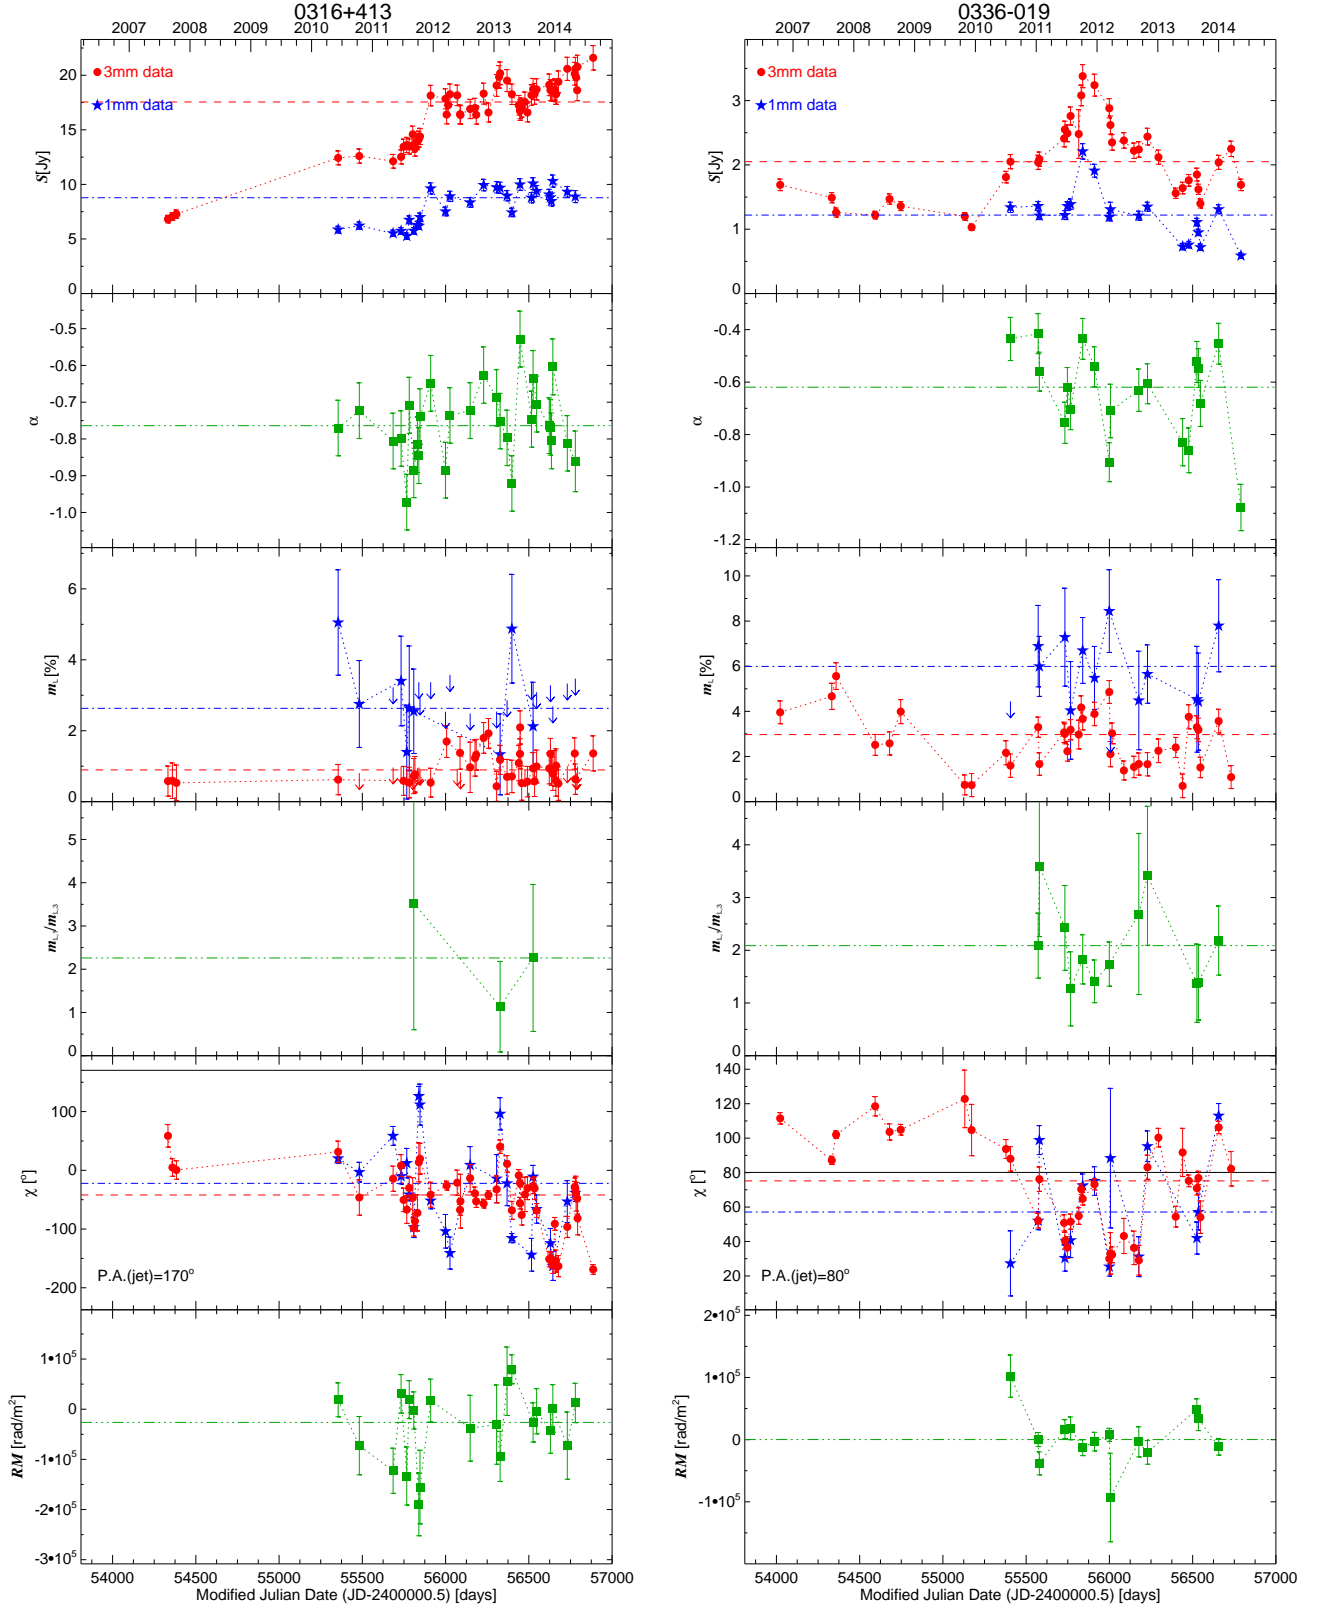 0316+413
2007 2008 2009 2010 2011 2012 2013 2014
3mm data
1mm data
S[Jy]
20
15
10
5
0
α
-0.5
-0.6
-0.7
-0.8
-0.9
-1.0
mL [%]
6
4
2
0
5
4
3
2
1
0
χ [°]
100
0
-100
-200
P.A.(jet)=170°
RM [rad/m²]
1•10⁵
0
-1•10⁵
-2•10⁵
-3•10⁵
54000 54500 55000 55500 56000 56500 57000
Modified Julian Date (JD-2400000.5) [days]
0336-019
2007 2008 2009 2010 2011 2012 2013 2014
3mm data
1mm data
S[Jy]
3
2
1
0
α
-0.4
-0.6
-0.8
-1.0
-1.2
mL [%]
10
8
6
4
2
0
4
3
2
1
0
χ [°]
140
120
100
80
60
40
20
P.A.(jet)=80°
RM [rad/m²]
2•10⁵
1•10⁵
0
-1•10⁵
54000 54500 55000 55500 56000 56500 57000
Modified Julian Date (JD-2400000.5) [days]